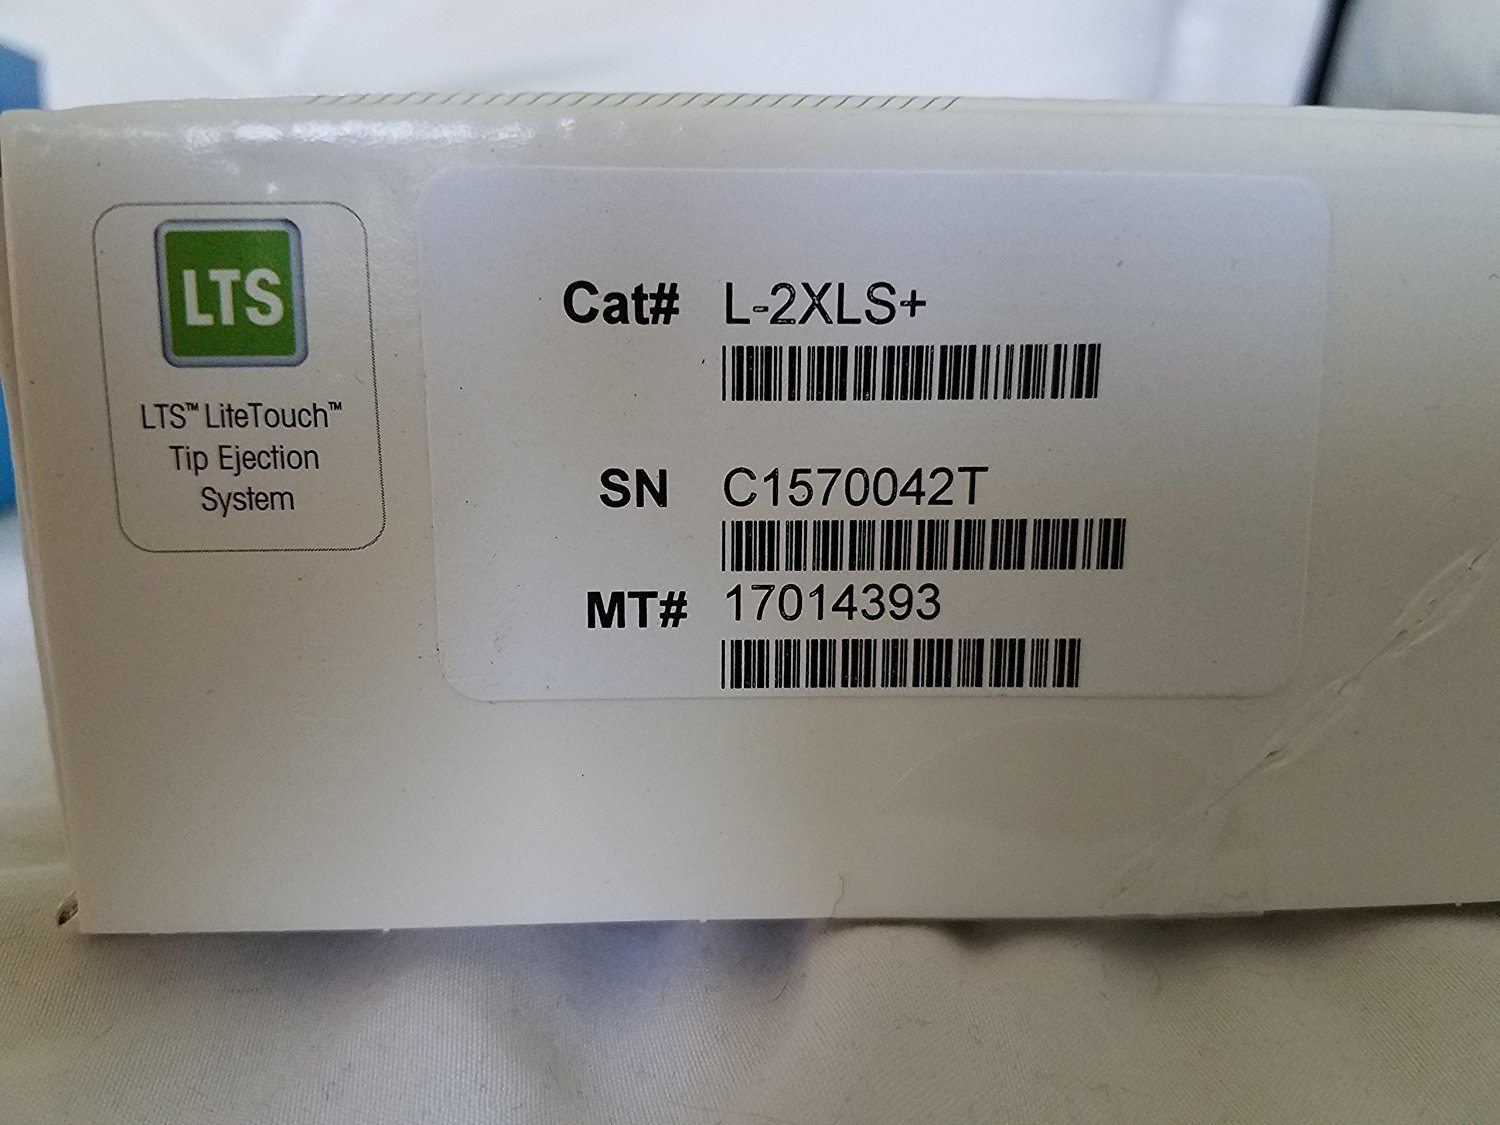 LTS
LTS™ LiteTouch™
Tip Ejection
System
Cat# L-2XLS+
SN C1570042T
MT# 17014393